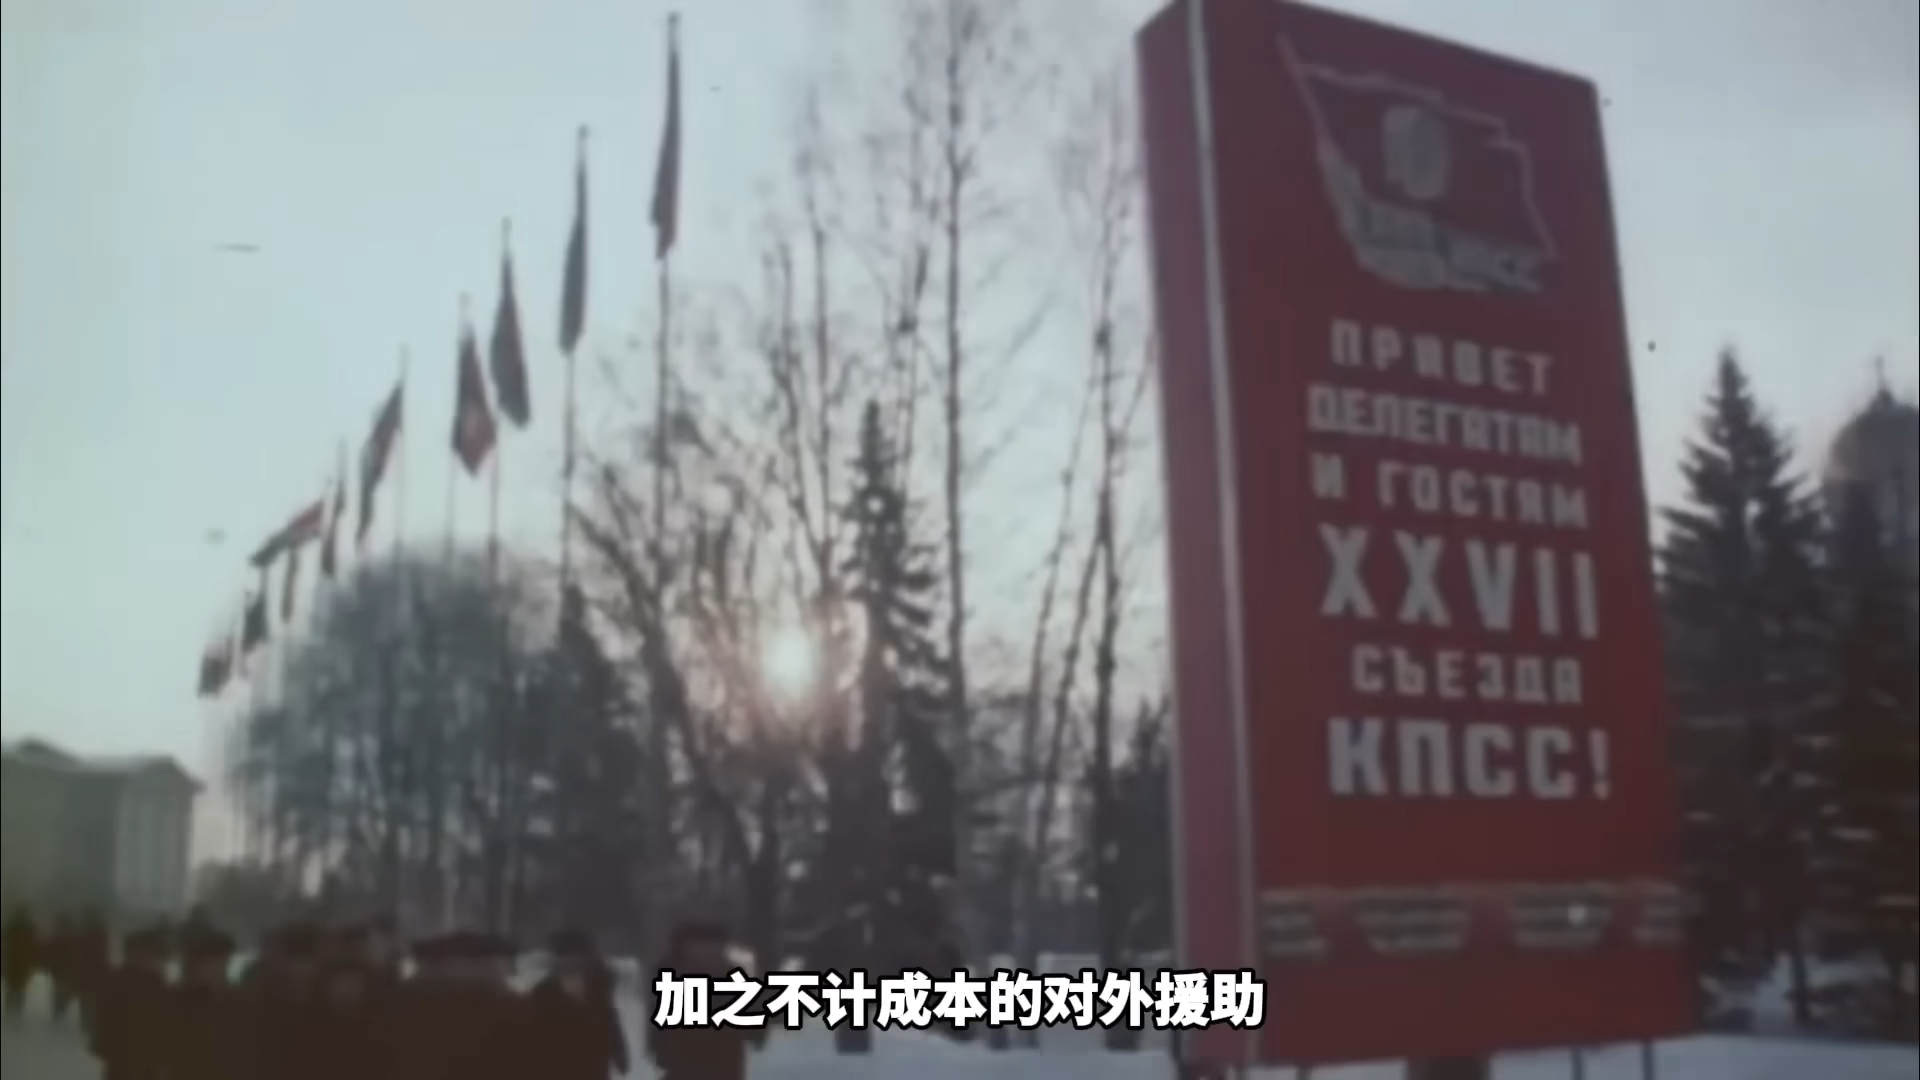 ПРИВЕТ
ДЕЛЕГАТАМ
И ГОСТЯМ
XXVII
СЪЕЗДА
КПСС!
加之不计成本的对外援助